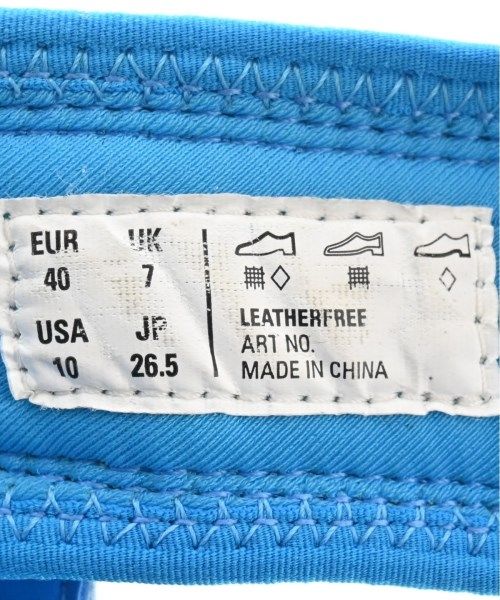 EUR UK
40 7
USA JP
10 26.5
LEATHERFREE
ART NO.
MADE IN CHINA